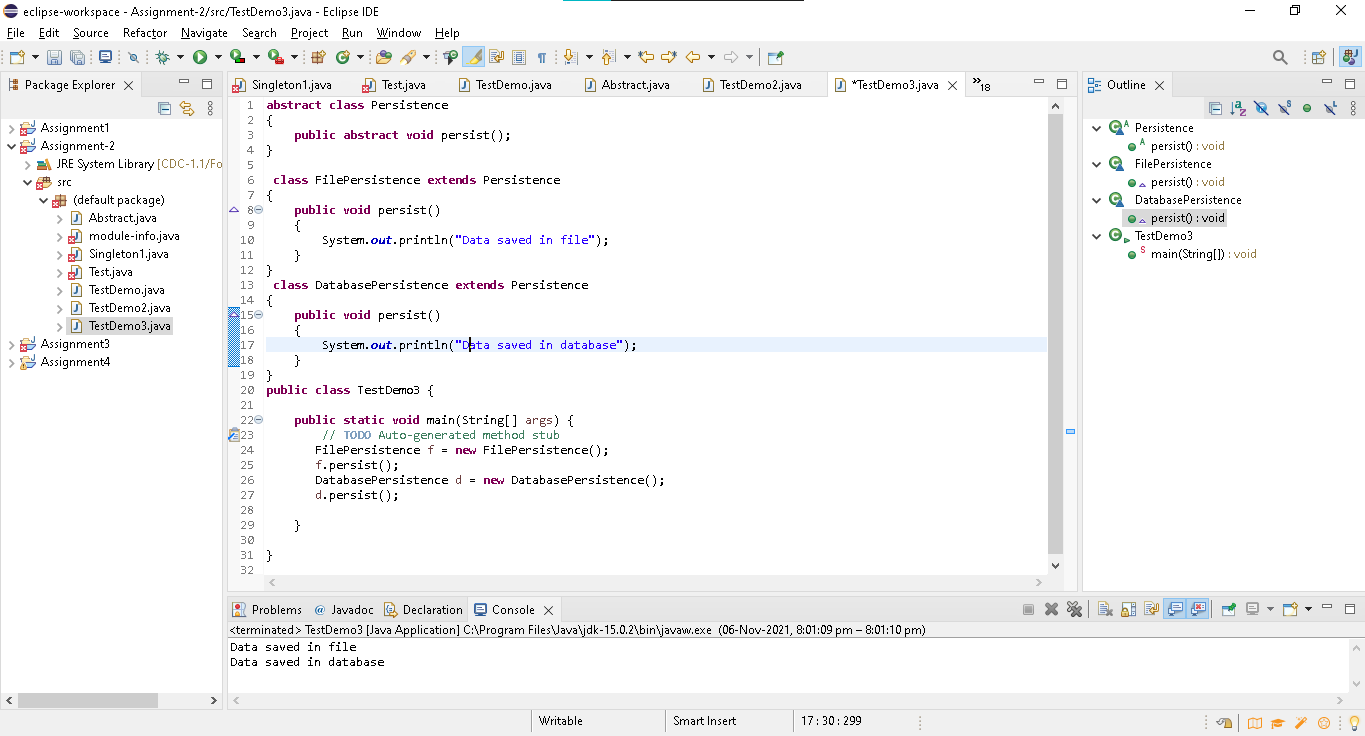 eclipse-workspace - Assignment-2/src/TestDemo3.java - Eclipse IDE
File Edit Source Refactor Navigate Search Project Run Window Help
Package Explorer
Assignment1
Assignment-2
JRE System Library [CDC-1.1/Fo
src
(default package)
Abstract.java
module-info.java
Singleton1.java
Test.java
TestDemo.java
TestDemo2.java
TestDemo3.java
Assignment3
Assignment4
Singleton1.java Test.java TestDemo.java Abstract.java TestDemo2.java *TestDemo3.java »18
1 abstract class Persistence
2 {
3 public abstract void persist();
4 }
5
6 class FilePersistence extends Persistence
7 {
8 public void persist()
9 {
10 System.out.println("Data saved in file");
11 }
12 }
13 class DatabasePersistence extends Persistence
14 {
15 public void persist()
16 {
17 System.out.println("Data saved in database");
18 }
19 }
20 public class TestDemo3 {
21
22 public static void main(String[] args) {
23 // TODO Auto-generated method stub
24 FilePersistence f = new FilePersistence();
25 f.persist();
26 DatabasePersistence d = new DatabasePersistence();
27 d.persist();
28
29 }
30
31 }
32
Outline
Persistence
persist() : void
FilePersistence
persist() : void
DatabasePersistence
persist() : void
TestDemo3
main(String[]) : void
Problems Javadoc Declaration Console
<terminated> TestDemo3 [Java Application] C:\Program Files\Java\jdk-15.0.2\bin\javaw.exe (06-Nov-2021, 8:01:09 pm – 8:01:10 pm)
Data saved in file
Data saved in database
Writable Smart Insert 17 : 30 : 299